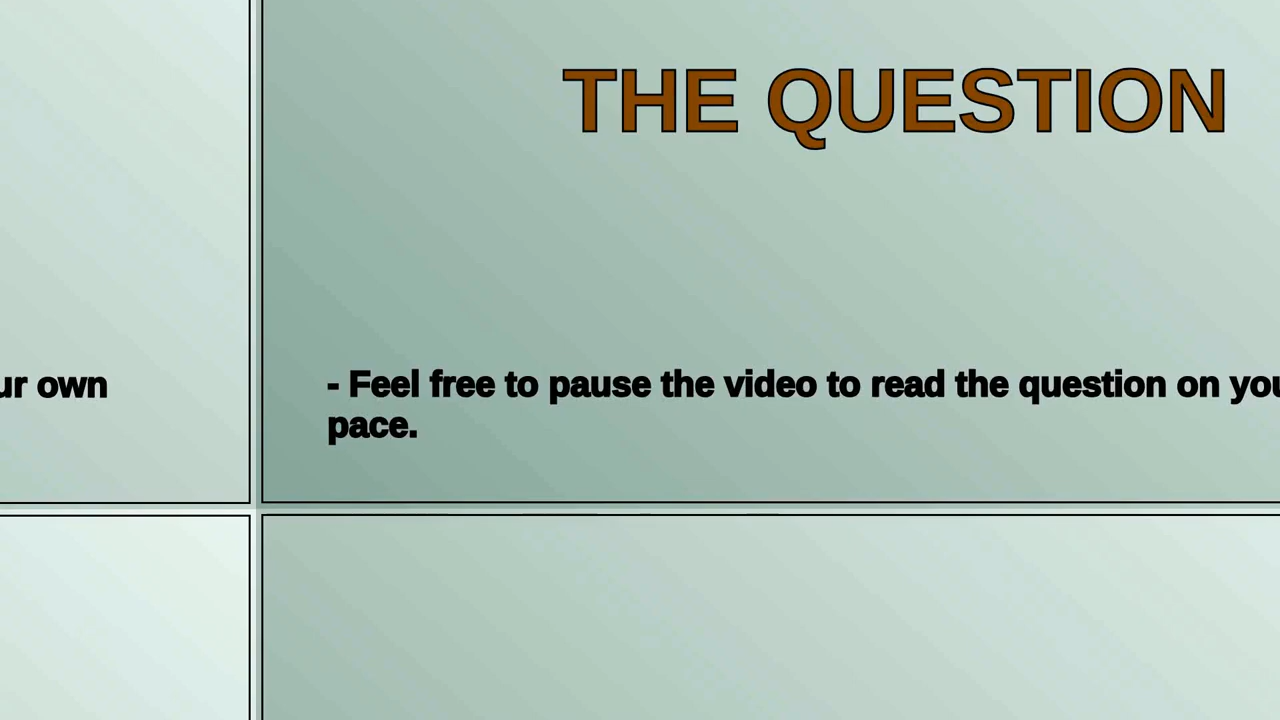 THE QUESTION
ur own
- Feel free to pause the video to read the question on you
pace.